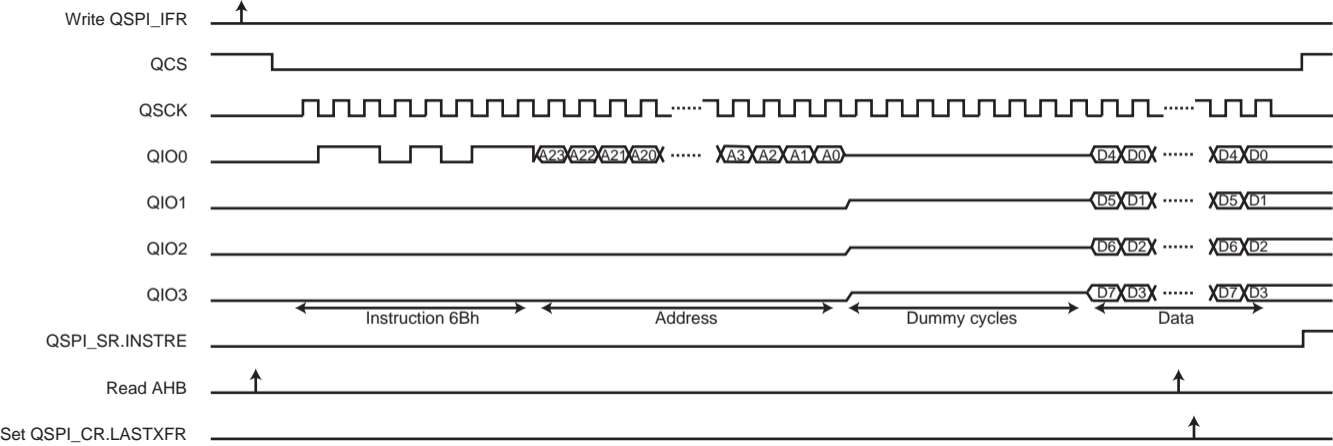 Write QSPI_IFR
QCS
QSCK
QIO0 A23 A22 A21 A20 A3 A2 A1 A0 D4 D0 D4 D0
QIO1 D5 D1 D5 D1
QIO2 D6 D2 D6 D2
QIO3 D7 D3 D7 D3
Instruction 6Bh Address Dummy cycles Data
QSPI_SR.INSTRE
Read AHB
Set QSPI_CR.LASTXFR